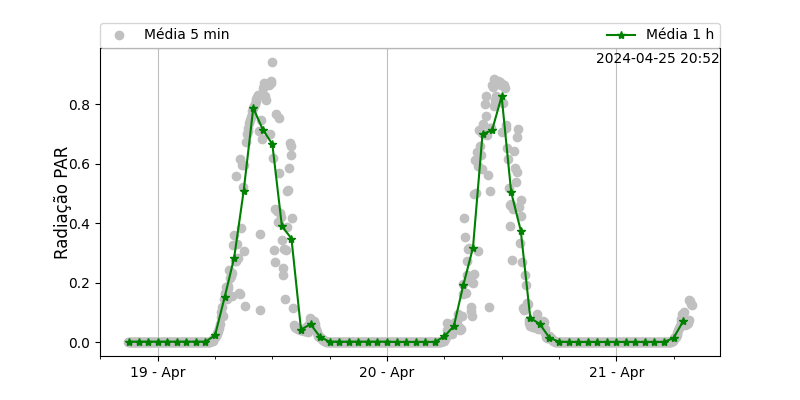 Média 5 min
Média 1 h
2024-04-25 20:52
Radiação PAR
0.8
0.6
0.4
0.2
0.0
19 - Apr
20 - Apr
21 - Apr